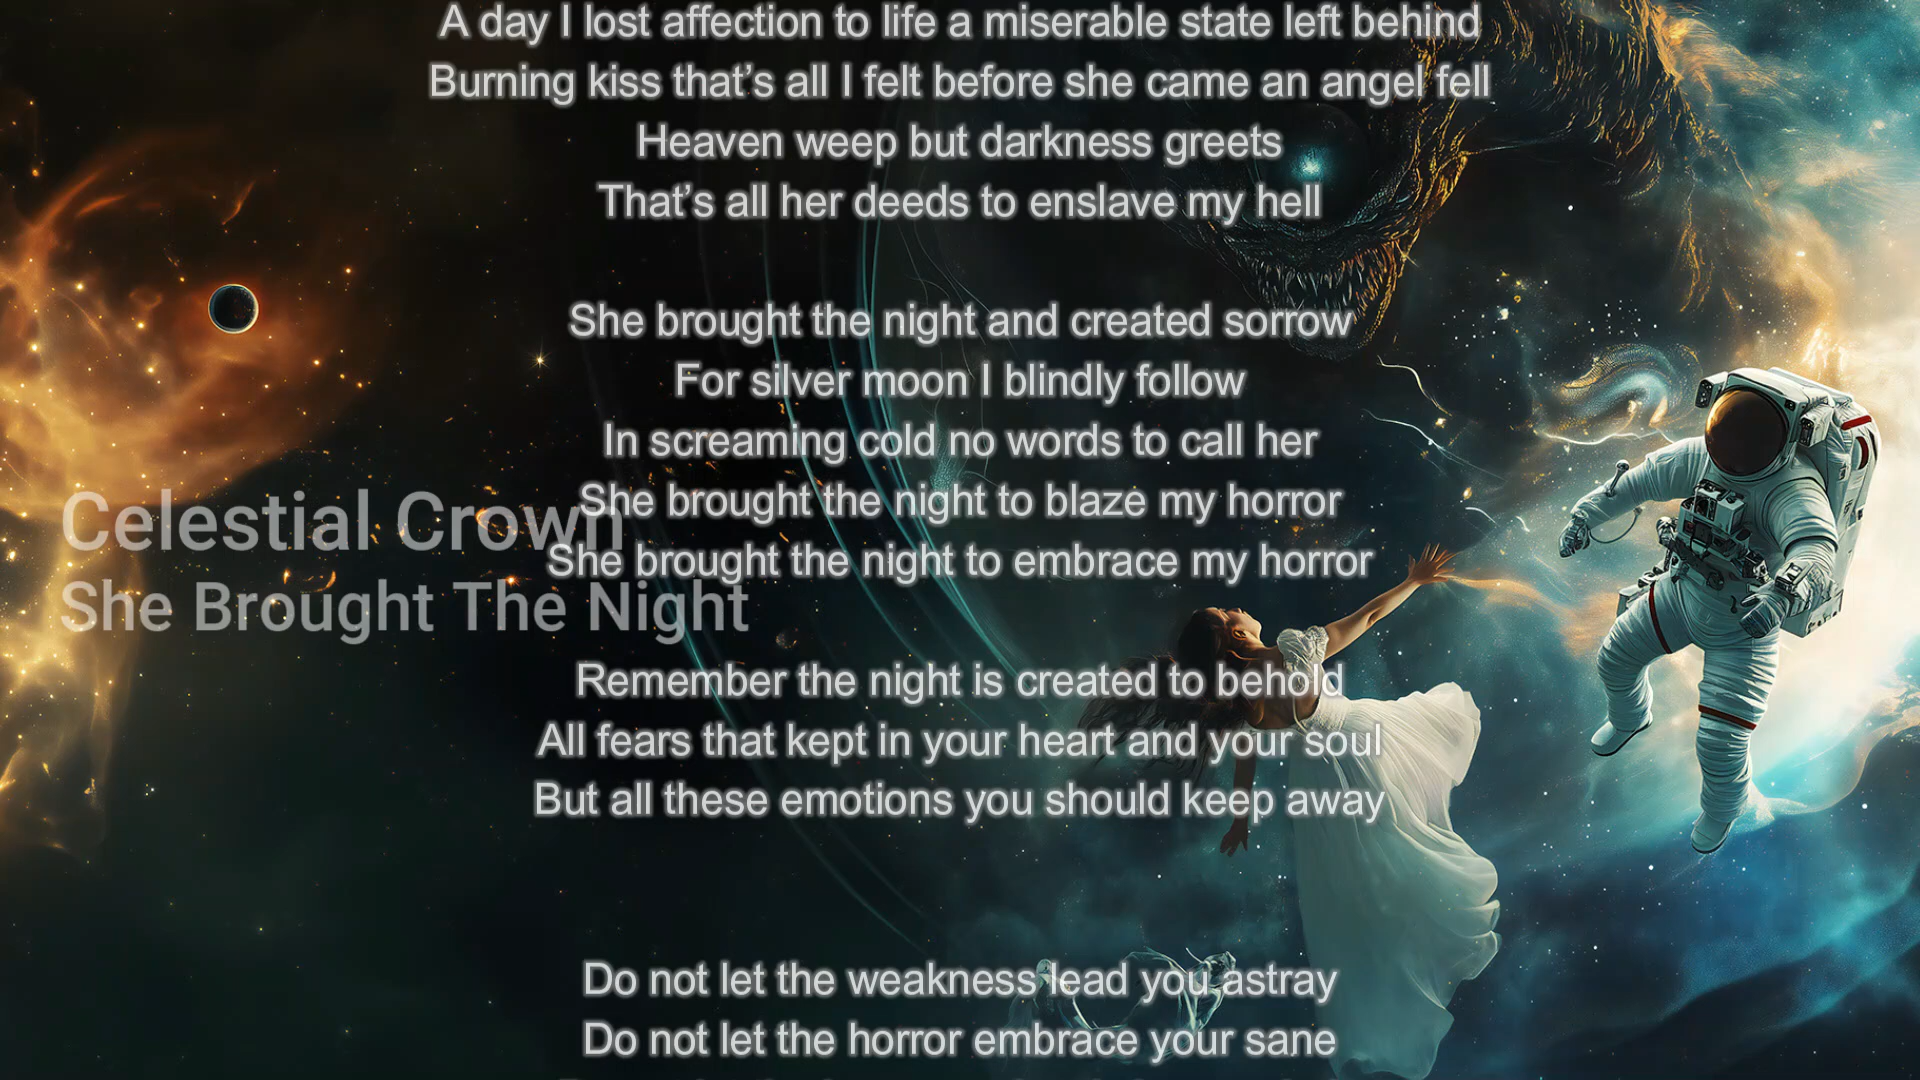 A day I lost affection to life a miserable state left behind
Burning kiss that’s all I felt before she came an angel fell
Heaven weep but darkness greets
That’s all her deeds to enslave my hell
She brought the night and created sorrow
For silver moon I blindly follow
In screaming cold no words to call her
She brought the night to blaze my horror
She brought the night to embrace my horror
Celestial Crown
She Brought The Night
Remember the night is created to behold
All fears that kept in your heart and your soul
But all these emotions you should keep away
Do not let the weakness lead you astray
Do not let the horror embrace your sane